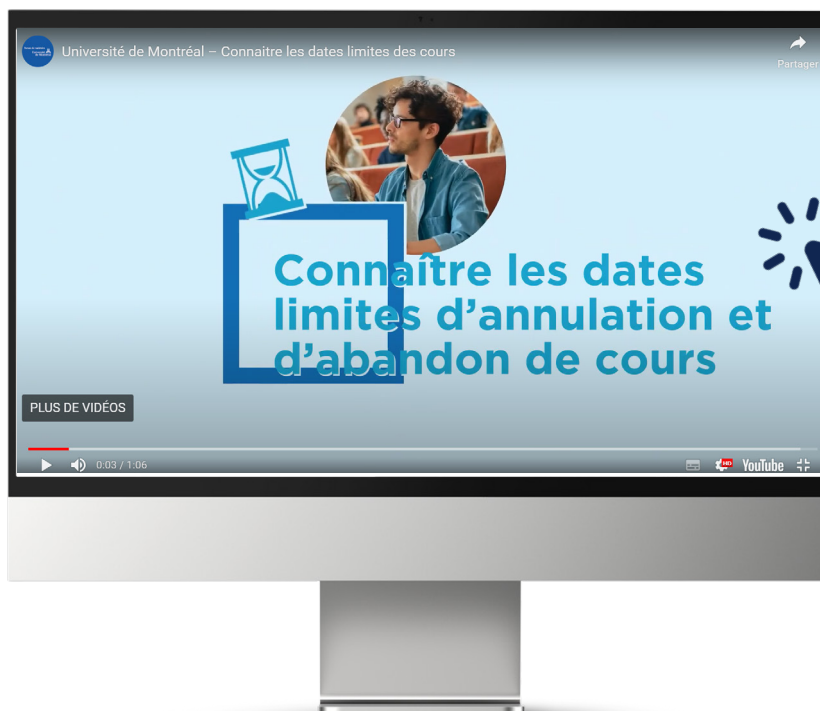 Université de Montréal – Connaitre les dates limites des cours
Partager
Connaître les dates
limites d'annulation et
d'abandon de cours
PLUS DE VIDÉOS
0:03 / 1:06
HD
YouTube